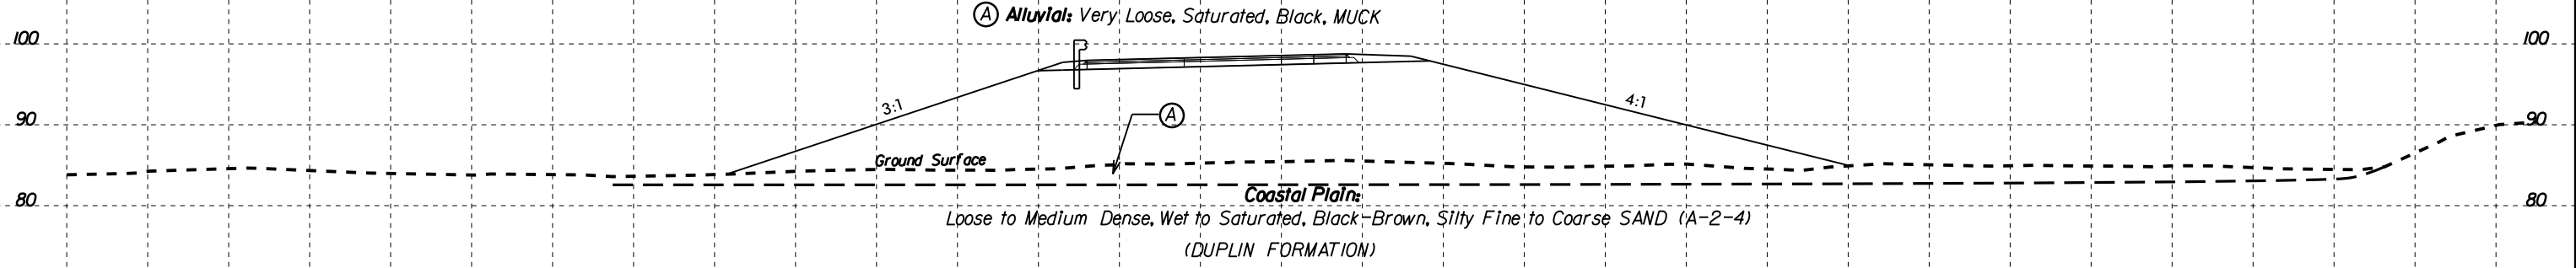 Ⓐ Alluvial: Very Loose, Saturated, Black, MUCK
100 100
3:1 4:1
90 A 90
Ground Surface
80 Coastal Plain: 80
Loose to Medium Dense, Wet to Saturated, Black-Brown, Silty Fine to Coarse SAND (A-2-4)
(DUPLIN FORMATION)